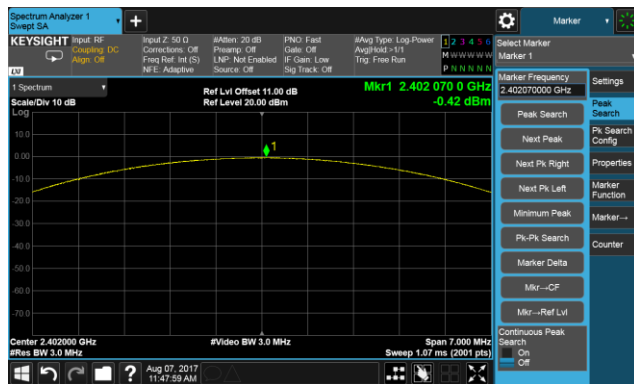 Spectrum Analyzer 1
Swept SA
Marker
KEYSIGHT
Input: RF
Coupling: DC
Align: Off
Input Z: 50 Ω
Corrections: Off
Freq Ref: Int (S)
NFE: Adaptive
#Atten: 20 dB
Preamp: Off
LNP: Not Enabled
Source: Off
PNO: Fast
Gate: Off
IF Gain: Low
Sig Track: Off
#Avg Type: Log-Power
Avg|Hold:>1/1
Trig: Free Run
1 2 3 4 5 6
M W W W W W
P N N N N N
LXI
Select Marker
Marker 1
1 Spectrum
Scale/Div 10 dB
Log
Ref Lvl Offset 11.00 dB
Ref Level 20.00 dBm
Mkr1 2.402 070 0 GHz
-0.42 dBm
Marker Frequency
2.402070000 GHz
Settings
Peak Search
Peak
Search
Next Peak
Pk Search
Config
Next Pk Right
Properties
Next Pk Left
Marker
Function
Minimum Peak
Marker→
Pk-Pk Search
Counter
Marker Delta
Mkr→CF
Mkr→Ref Lvl
Continuous Peak
Search
On
Off
10.0
0.00
1
-10.0
-20.0
-30.0
-40.0
-50.0
-60.0
-70.0
Center 2.402000 GHz
#Res BW 3.0 MHz
#Video BW 3.0 MHz
Span 7.000 MHz
Sweep 1.07 ms (2001 pts)
?
Aug 07, 2017
11:47:59 AM